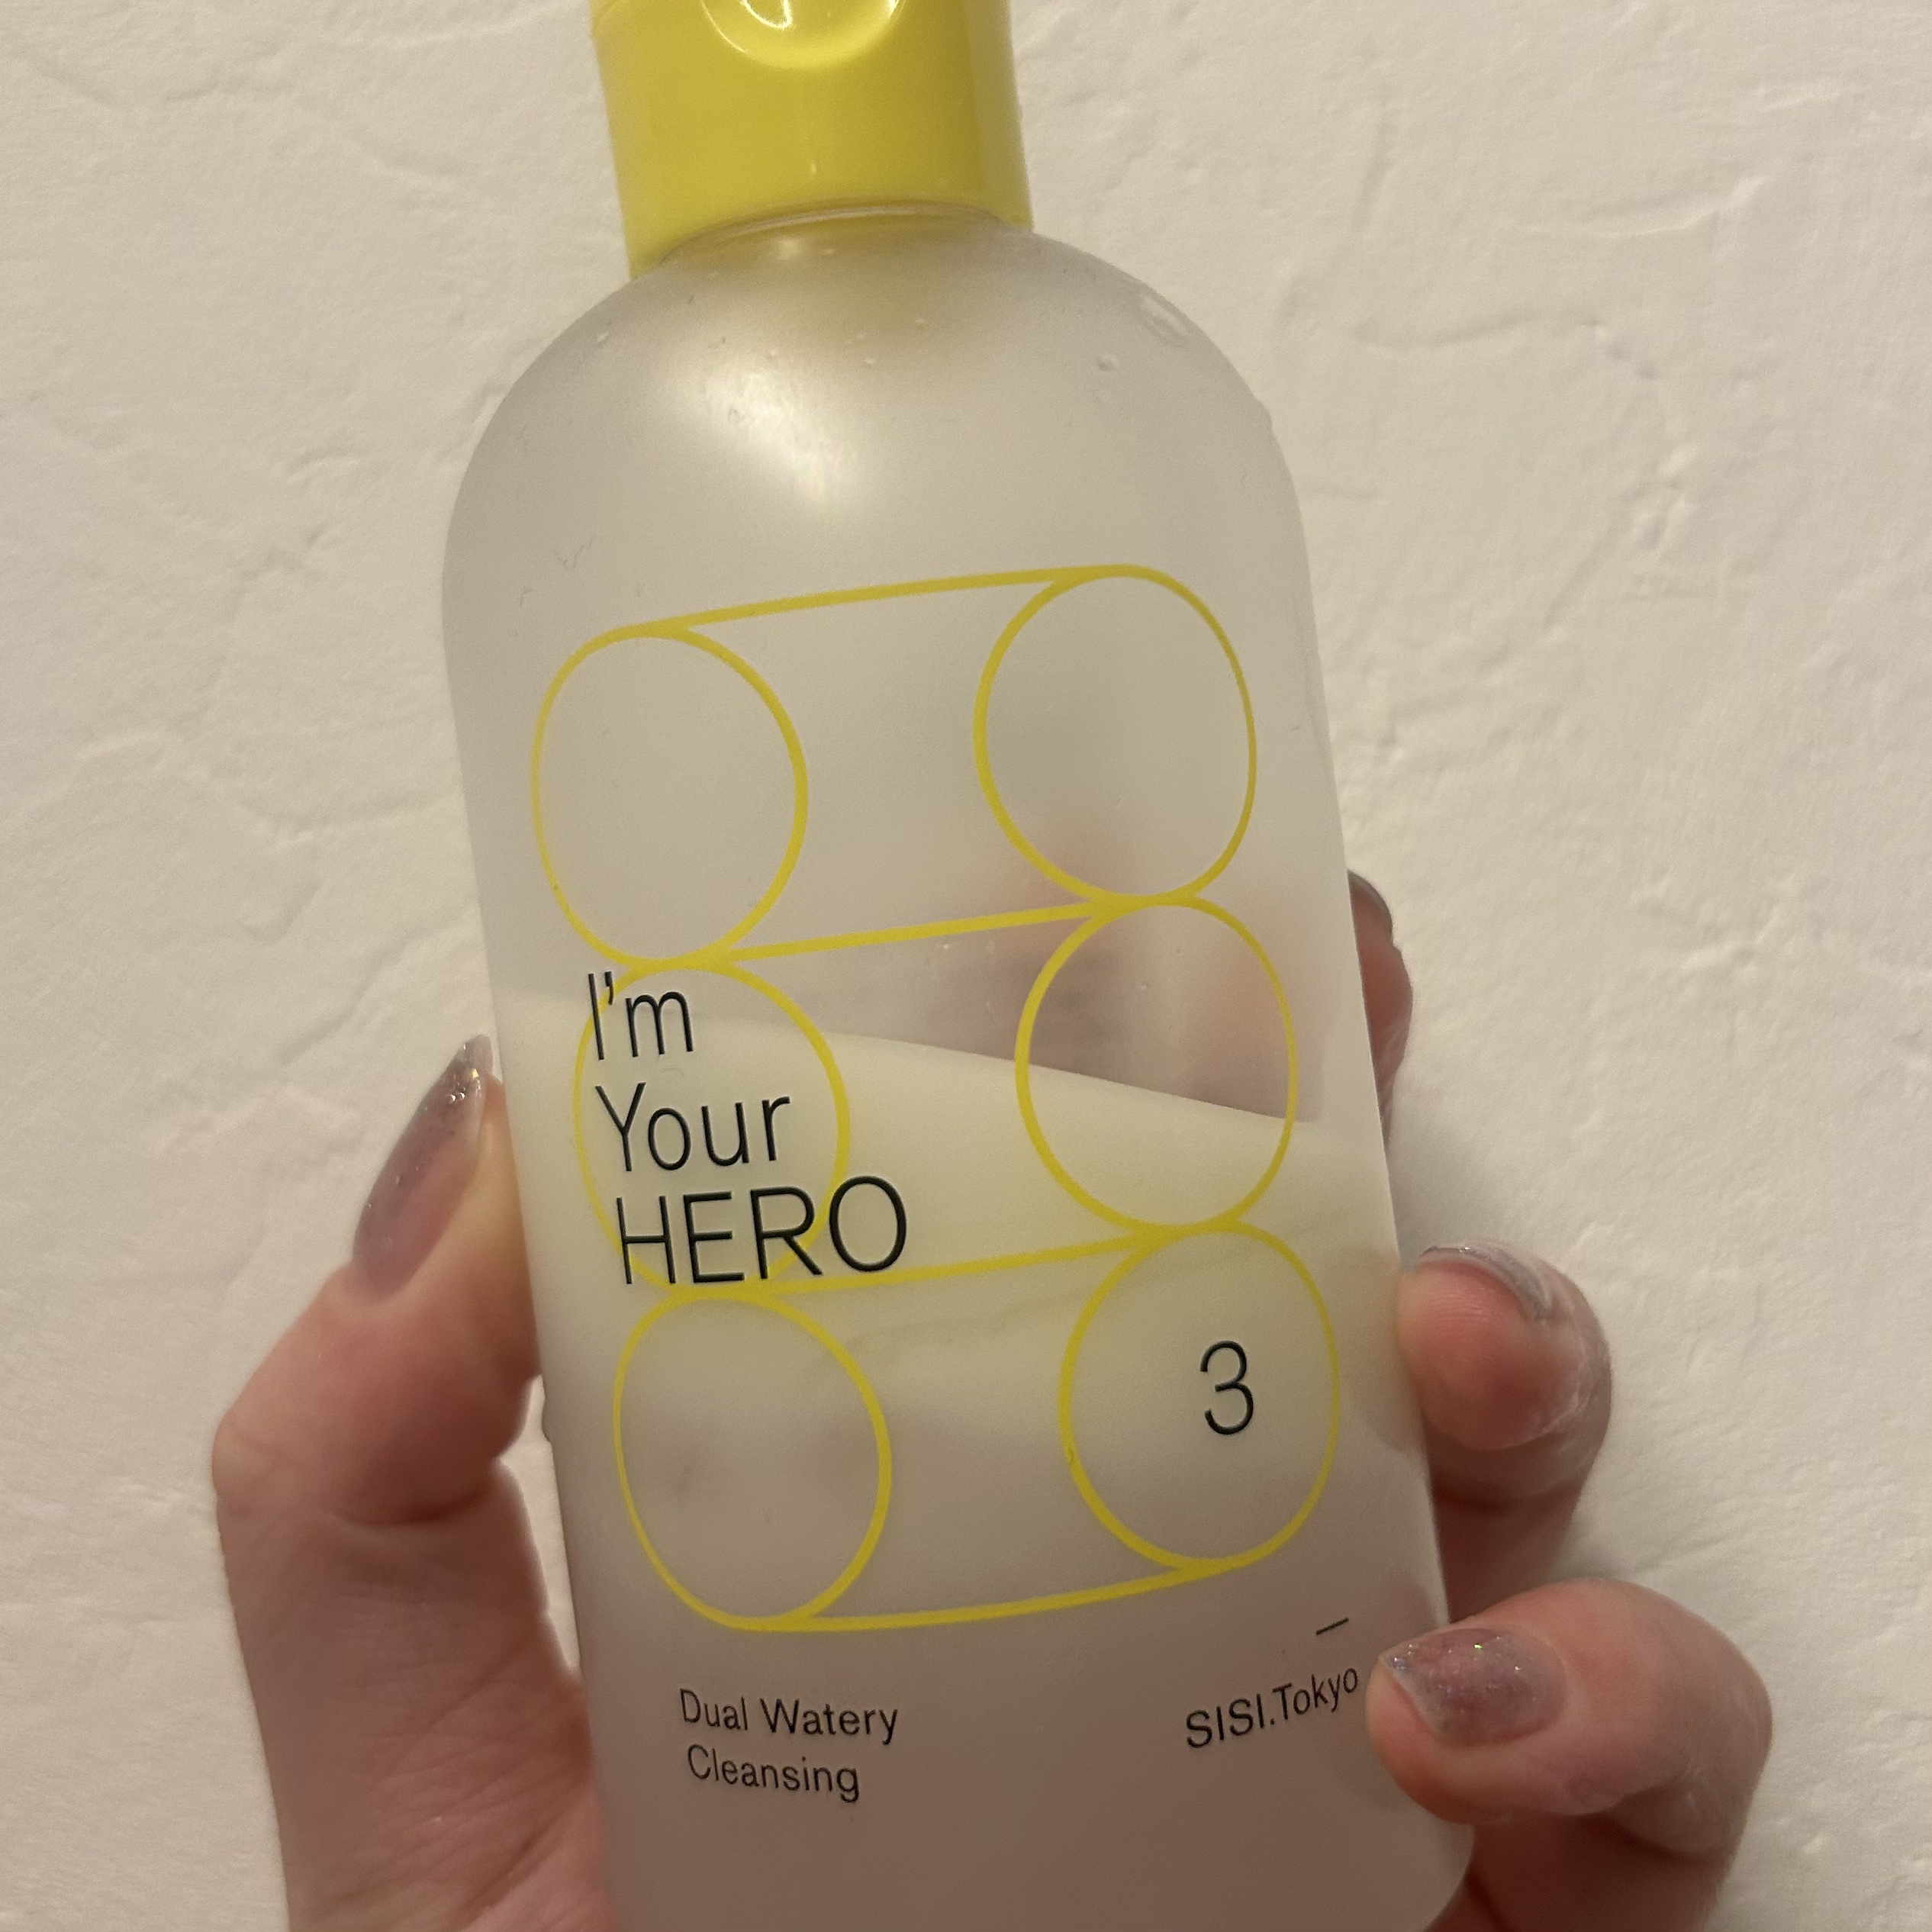 I'm
Your
HERO
3
Dual Watery
Cleansing
SISI.Tokyo